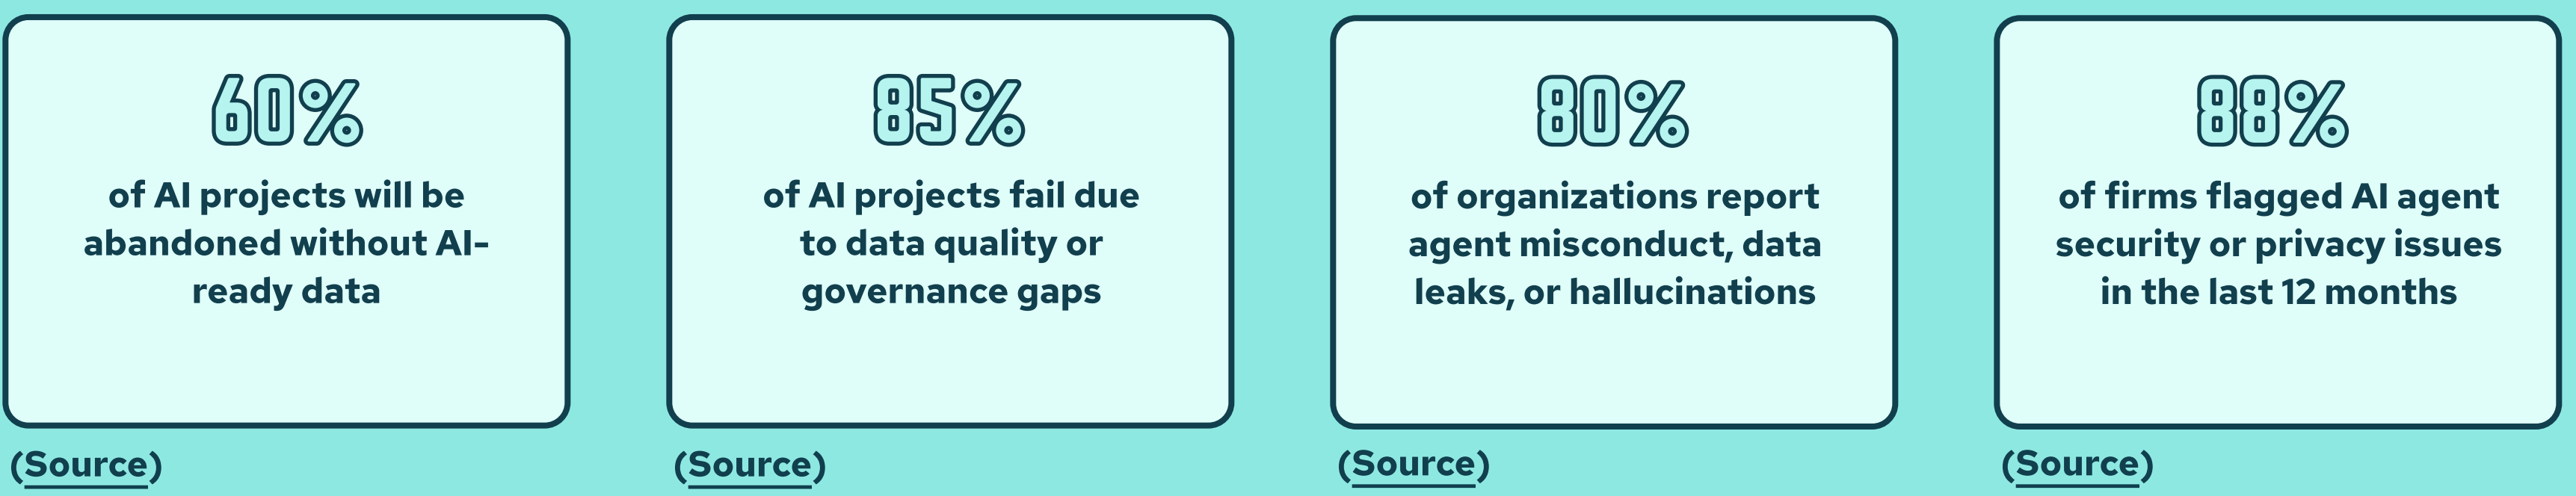 60%
of AI projects will be
abandoned without AI-
ready data
(Source)
85%
of AI projects fail due
to data quality or
governance gaps
(Source)
80%
of organizations report
agent misconduct, data
leaks, or hallucinations
(Source)
88%
of firms flagged AI agent
security or privacy issues
in the last 12 months
(Source)